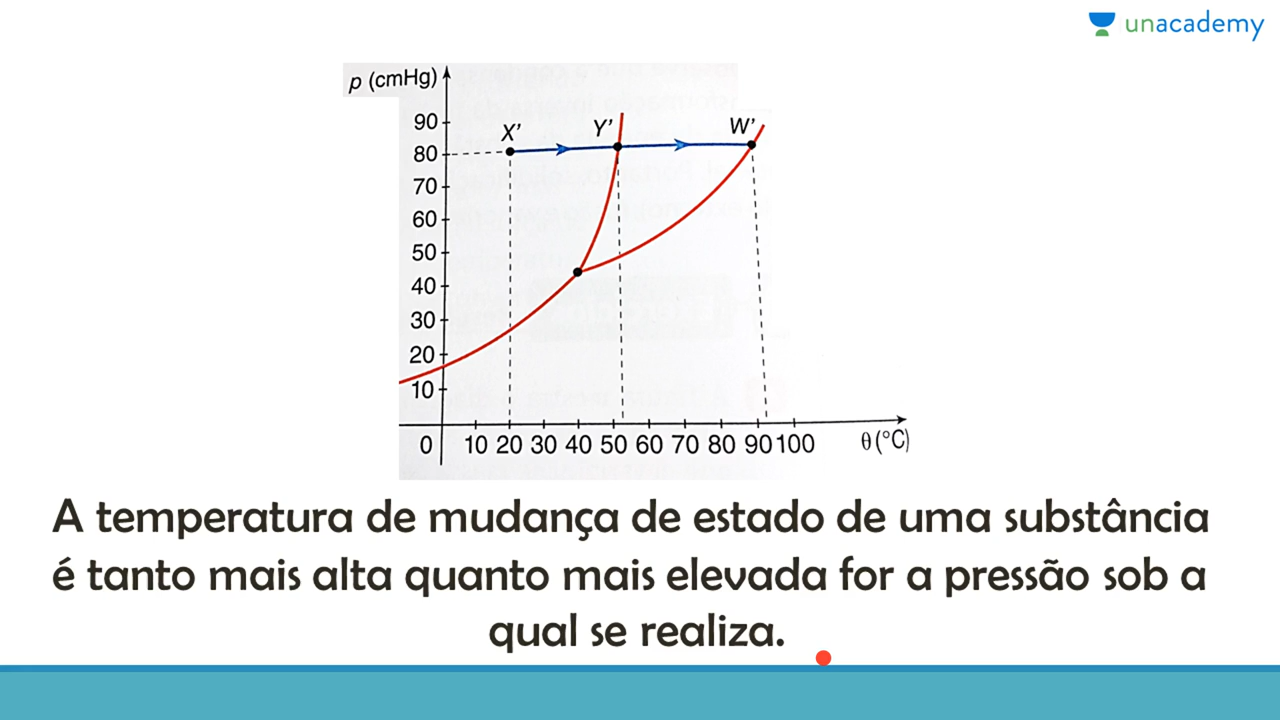 unacademy
p (cmHg)
90
80
70
60
50
40
30
20
10
X’
Y’
W’
0 10 20 30 40 50 60 70 80 90 100 θ (°C)
A temperatura de mudança de estado de uma substância
é tanto mais alta quanto mais elevada for a pressão sob a
qual se realiza.